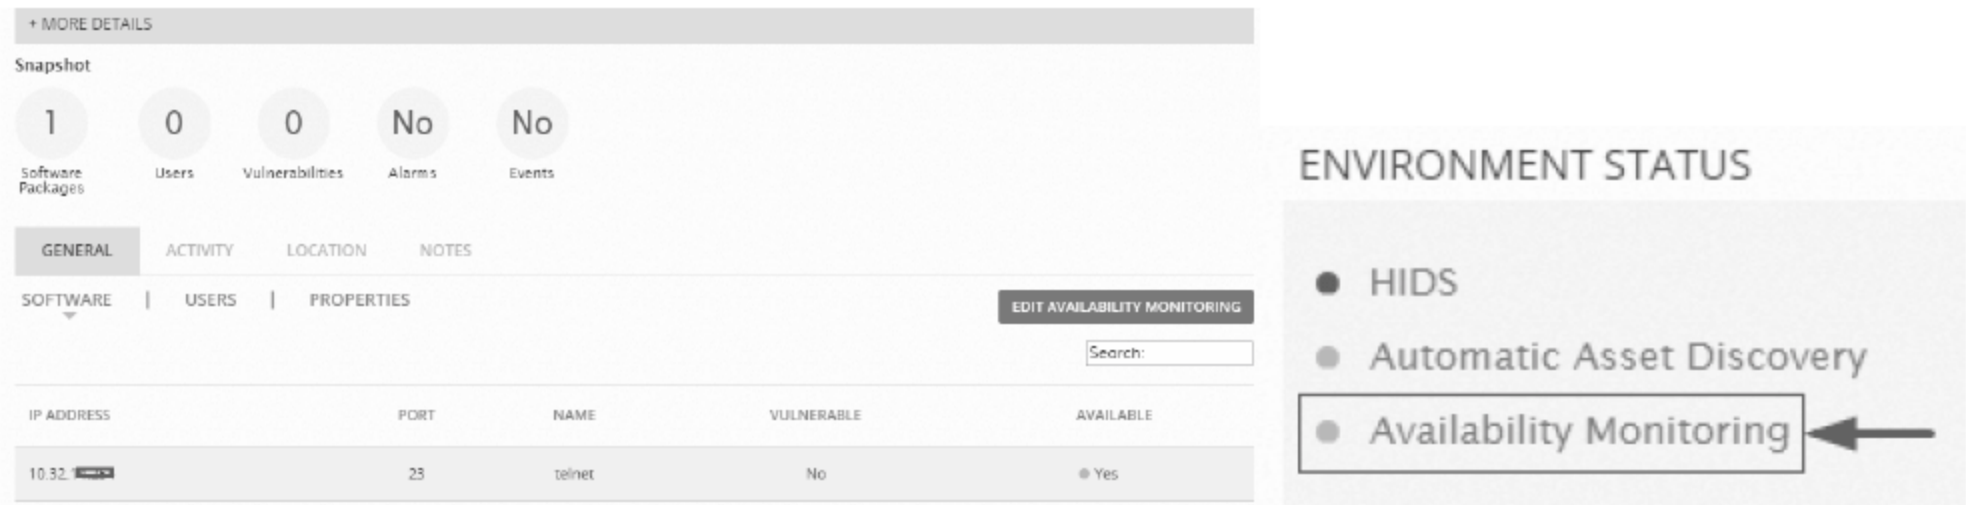 + MORE DETAILS
Snapshot
1 0 0 No No
Software Packages Users Vulnerabilities Alarms Events
GENERAL ACTIVITY LOCATION NOTES
SOFTWARE | USERS | PROPERTIES
EDIT AVAILABILITY MONITORING
Search:
IP ADDRESS PORT NAME VULNERABLE AVAILABLE
10.32. 23 telnet No Yes
ENVIRONMENT STATUS
HIDS
Automatic Asset Discovery
Availability Monitoring